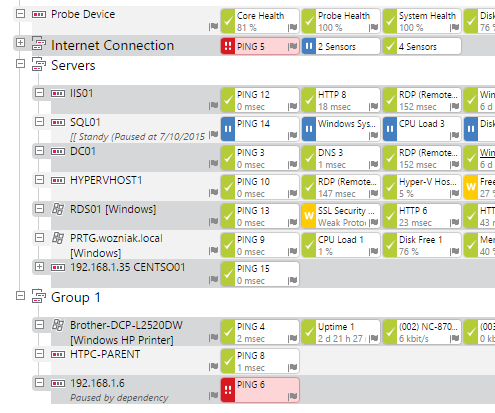 Probe Device
Core Health
81 %
Probe Health
100 %
System Health
100 %
Disk
76 %
Internet Connection
PING 5
2 Sensors
4 Sensors
Servers
IIS01
PING 12
0 msec
HTTP 8
18 msec
RDP (Remote...
152 msec
Win
6 d
SQL01
[[ Standy (Paused at 7/10/2015
PING 14
Windows Sys...
CPU Load 3
Disk
DC01
PING 3
0 msec
DNS 3
1 msec
RDP (Remote...
152 msec
Win
6 d
HYPERVHOST1
PING 10
0 msec
RDP (Remote...
147 msec
Hyper-V Hos...
5 %
Free
27 %
RDS01 [Windows]
PING 13
0 msec
SSL Security ...
Weak Proto
HTTP 6
23 msec
HTT
43 m
PRTG.wozniak.local
[Windows]
PING 9
0 msec
CPU Load 1
1 %
Disk Free 1
76 %
Mem
40 %
192.168.1.35 CENTSO01
PING 15
0 msec
Group 1
Brother-DCP-L2520DW
[Windows HP Printer]
PING 4
2 msec
Uptime 1
2 d 21 h 27
(002) NC-870...
6 kbit/s
(003
0 kb
HTPC-PARENT
PING 8
1 msec
192.168.1.6
Paused by dependency
PING 6